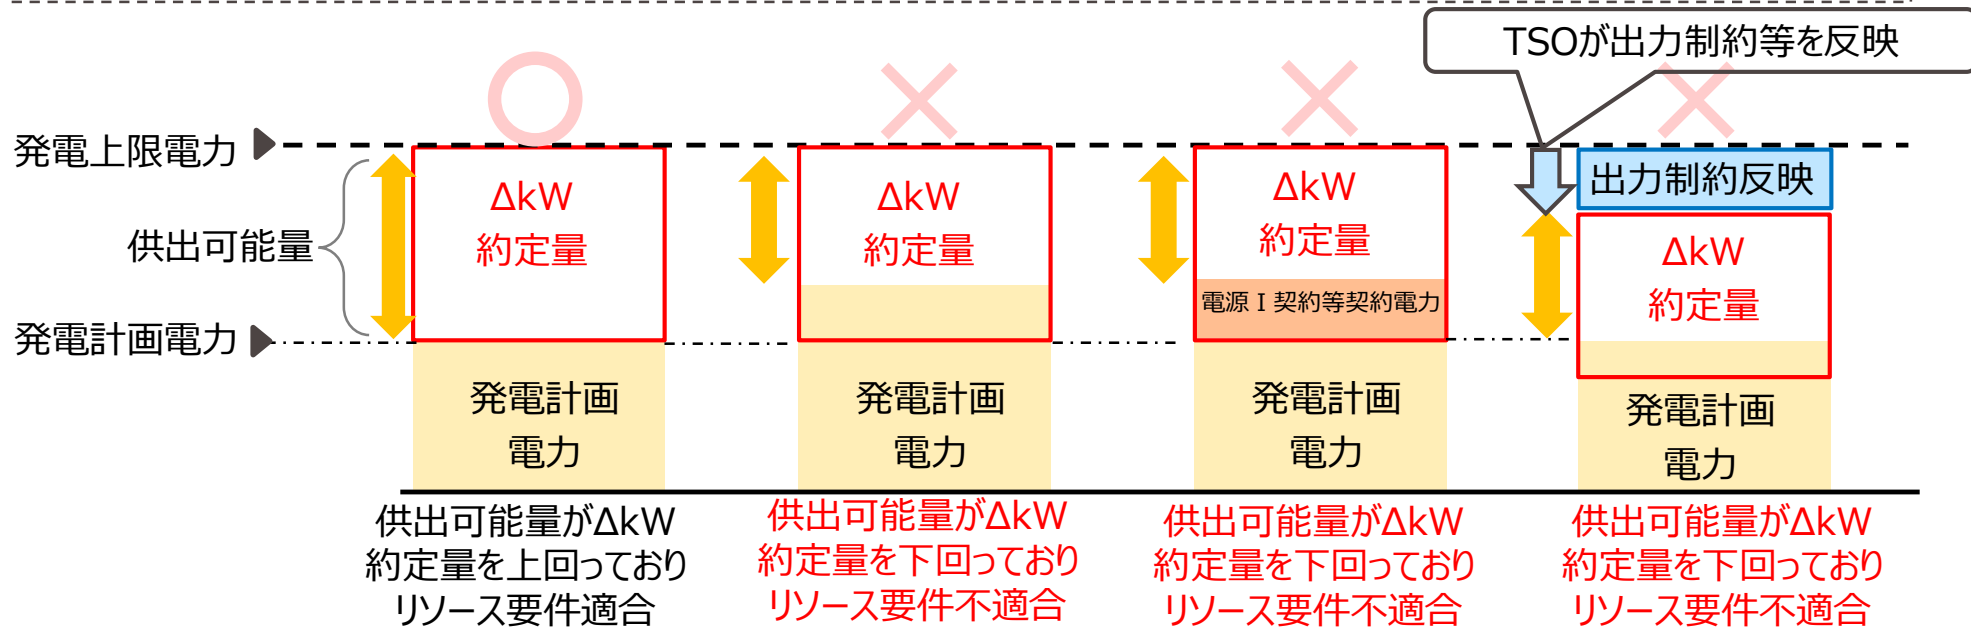 TSOが出力制約等を反映
発電上限電力
供出可能量
発電計画電力
ΔkW
約定量
発電計画
電力
供出可能量がΔkW
約定量を上回っており
リソース要件適合
ΔkW
約定量
発電計画
電力
供出可能量がΔkW
約定量を下回っており
リソース要件不適合
ΔkW
約定量
電源Ⅰ契約等契約電力
発電計画
電力
供出可能量がΔkW
約定量を下回っており
リソース要件不適合
出力制約反映
ΔkW
約定量
発電計画
電力
供出可能量がΔkW
約定量を下回っており
リソース要件不適合